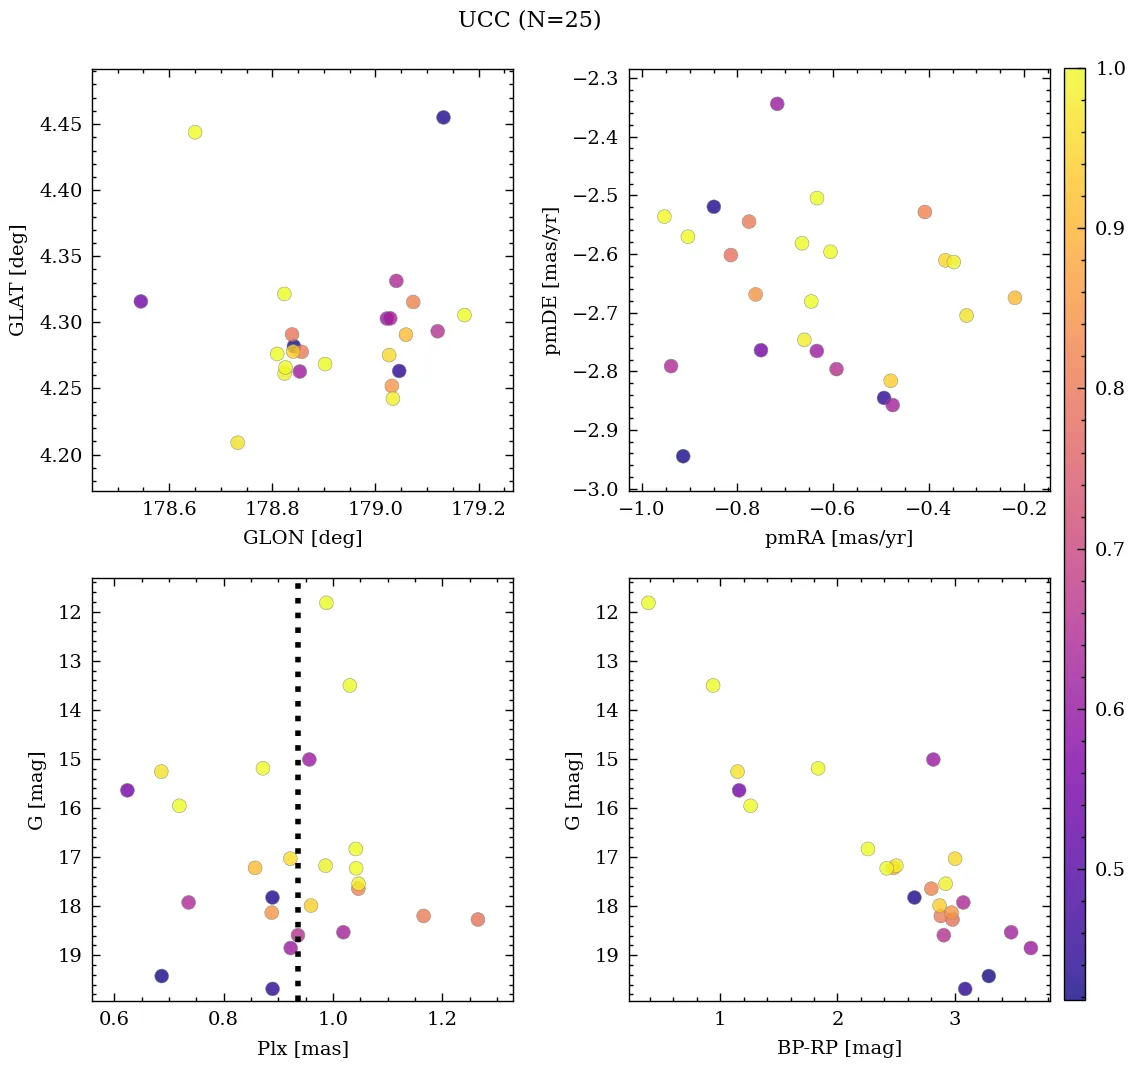 UCC (N=25)
4.45
4.40
4.35
4.30
4.25
4.20
GLAT [deg]
178.6 178.8 179.0 179.2
GLON [deg]
−2.3
−2.4
−2.5
−2.6
−2.7
−2.8
−2.9
−3.0
pmDE [mas/yr]
−1.0 −0.8 −0.6 −0.4 −0.2
pmRA [mas/yr]
12
13
14
15
16
17
18
19
G [mag]
0.6 0.8 1.0 1.2
Plx [mas]
12
13
14
15
16
17
18
19
G [mag]
1 2 3
BP-RP [mag]
1.0
0.9
0.8
0.7
0.6
0.5